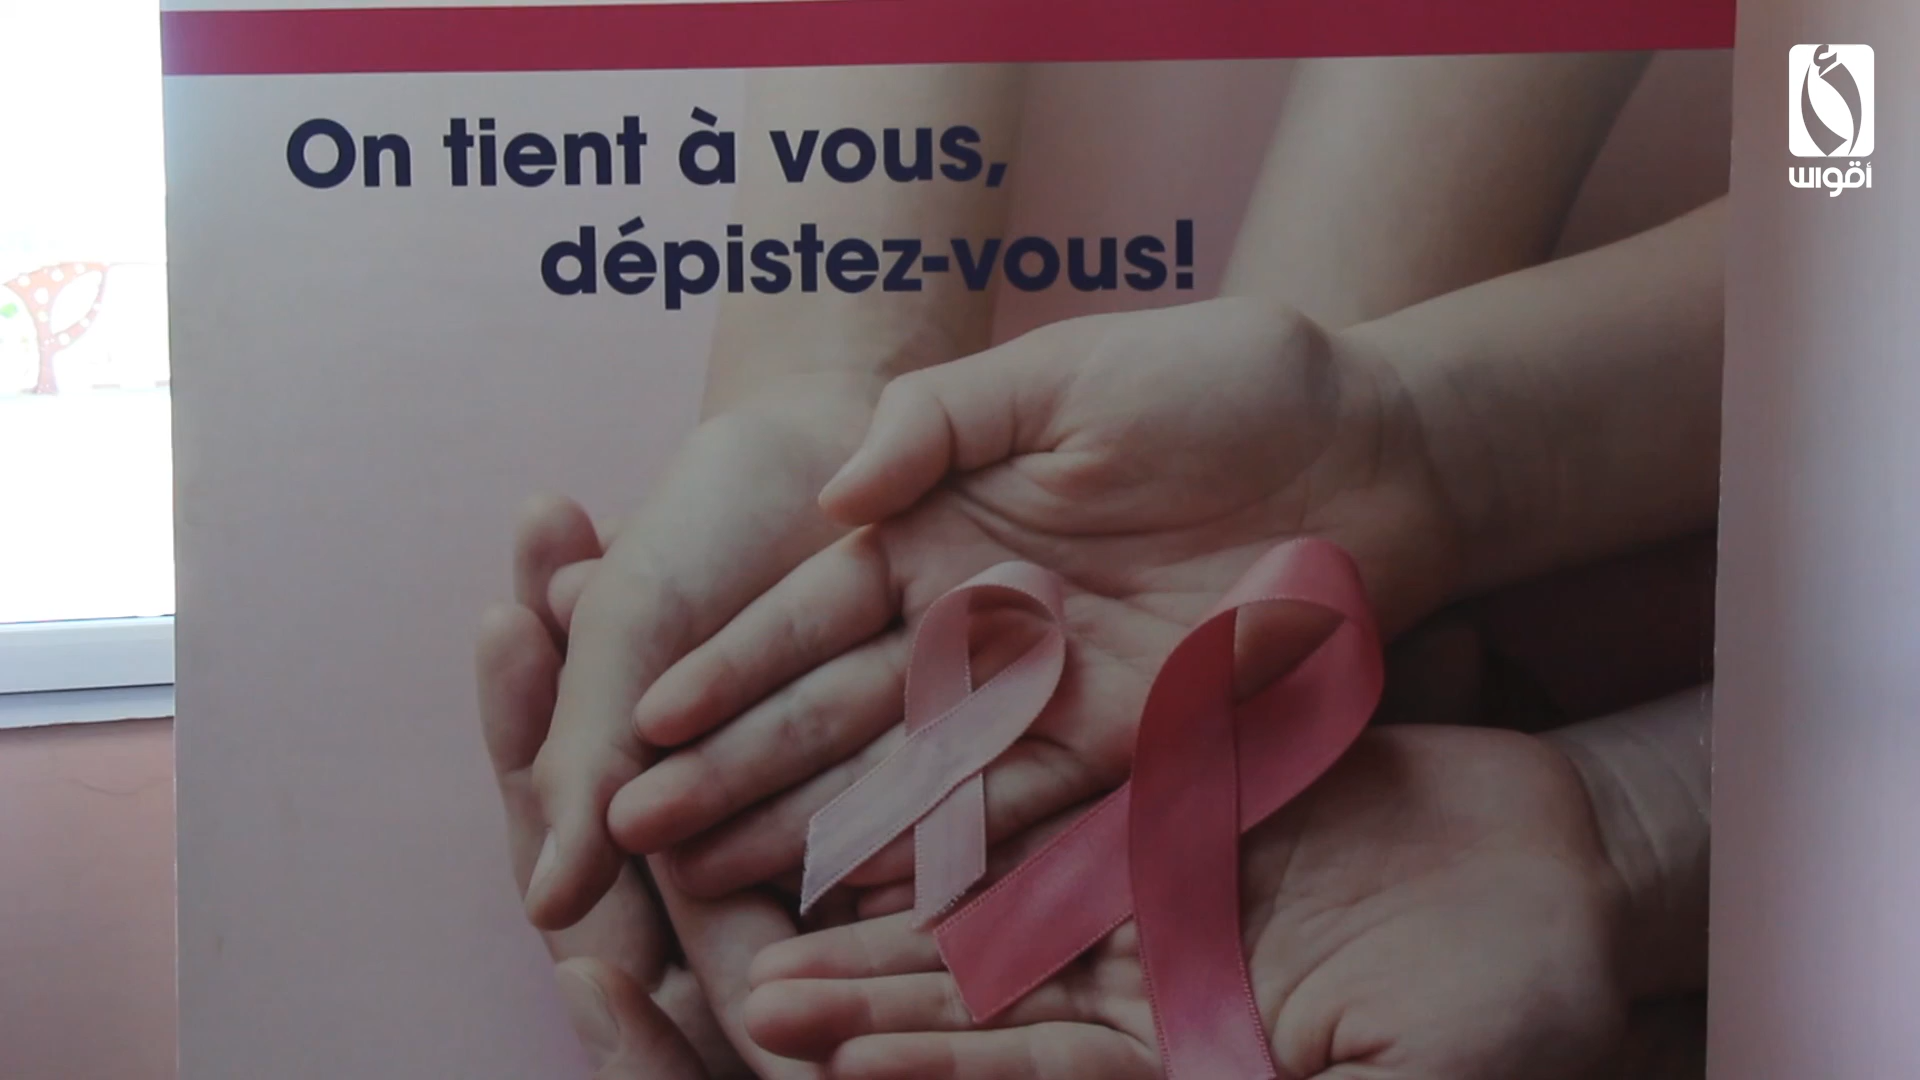 On tient à vous,
dépistez-vous!
أقواس